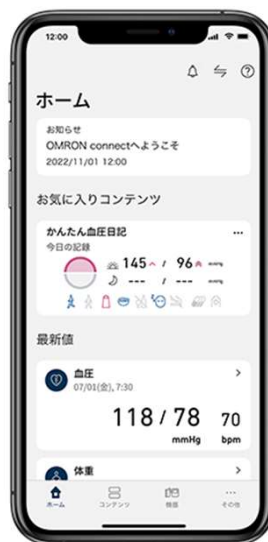 12:00
ホーム
お知らせ
OMRON connectへようこそ
2022/11/01 12:00
お気に入りコンテンツ
かんたん血圧日記
今日の記録
145 / 96 mmHg
--- / --- mmHg
最新値
血圧
07/01(金), 7:30
118 / 78 70
mmHg bpm
体重
ホーム コンテンツ 機器 その他